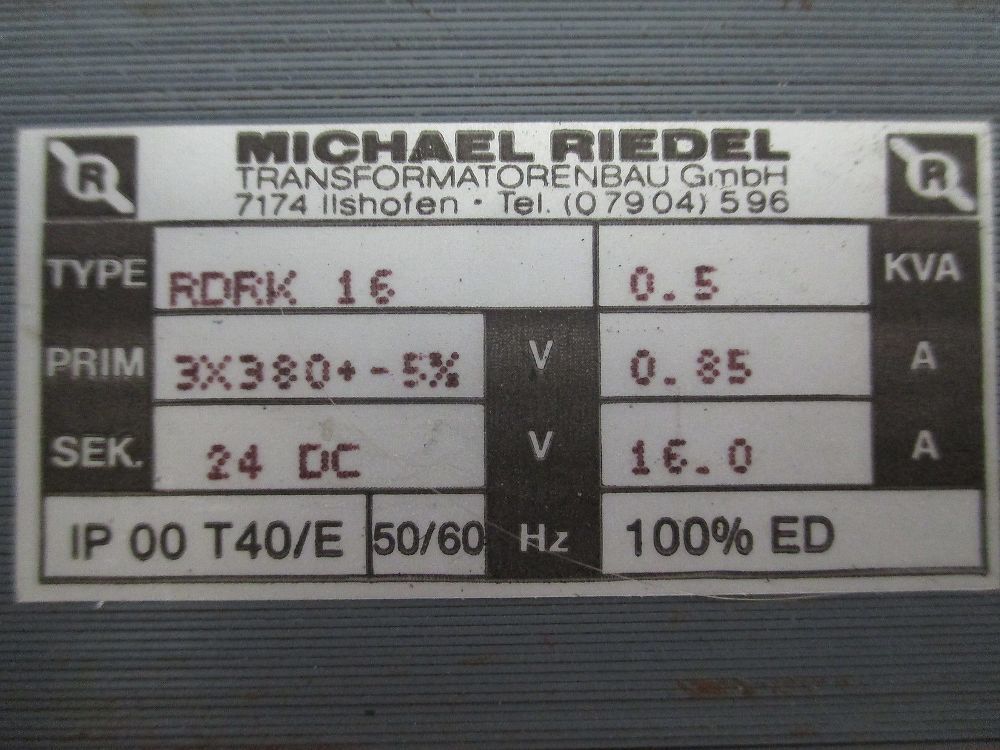 MICHAEL RIEDEL
TRANSFORMATORENBAU GmbH
7174 Ilshofen · Tel. (07904) 596
R R
TYPE RDRK 16 0.5 KVA
PRIM 3X380+-5% V 0.85 A
SEK. 24 DC V 16.0 A
IP 00 T40/E 50/60 Hz 100% ED